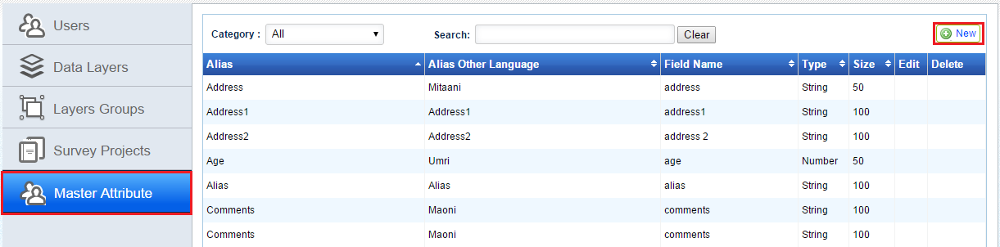 Users
Data Layers
Layers Groups
Survey Projects
Master Attribute
Category : All Search: Clear New
Alias Alias Other Language Field Name Type Size Edit Delete
Address Mitaani address String 50
Address1 Address1 address1 String 100
Address2 Address2 address 2 String 100
Age Umri age Number 50
Alias Alias alias String 100
Comments Maoni comments String 100
Comments Maoni comments String 100